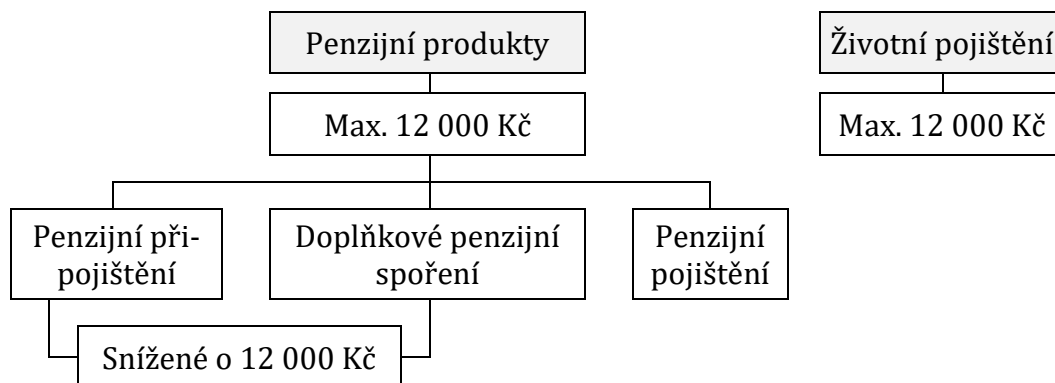 Penzijní produkty
Životní pojištění
Max. 12 000 Kč
Max. 12 000 Kč
Penzijní při-
pojištění
Doplňkové penzijní
spoření
Penzijní
pojištění
Snížené o 12 000 Kč